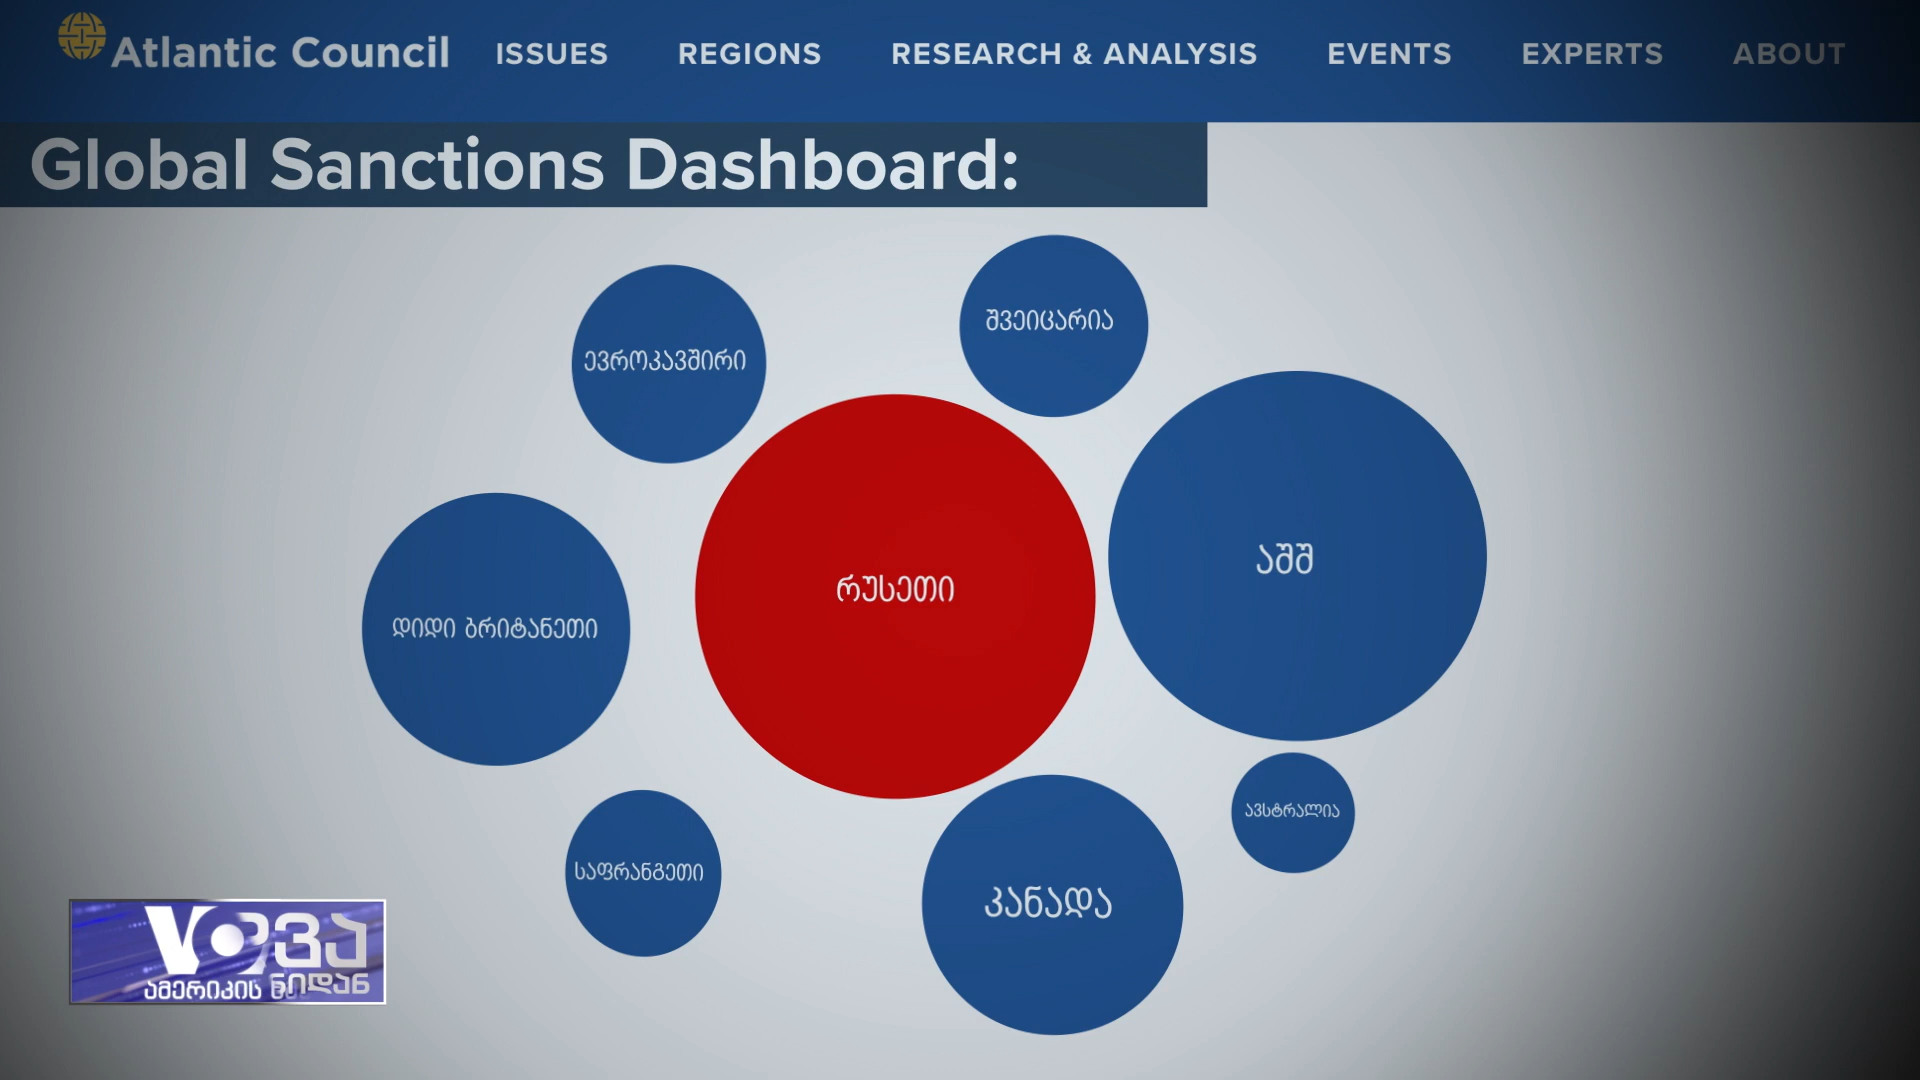 Atlantic Council ISSUES REGIONS RESEARCH & ANALYSIS EVENTS EXPERTS ABOUT
Global Sanctions Dashboard:
შვეიცარია
ევროკავშირი
აშშ
რუსეთი
დიდი ბრიტანეთი
ავსტრალია
საფრანგეთი
კანადა
ამერიკის